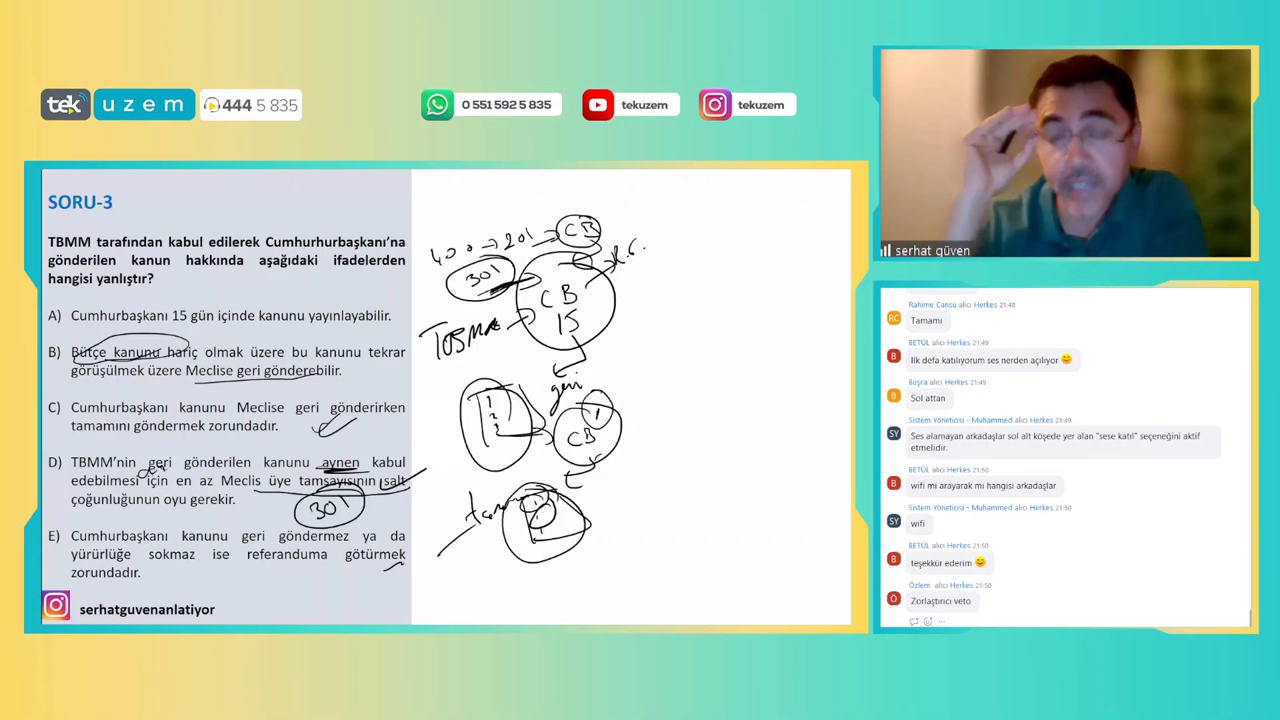 tek uzem 444 5 835
0 551 592 5 835
tekuzem
tekuzem
SORU-3
TBMM tarafından kabul edilerek Cumhurhurbaşkanı’na
gönderilen kanun hakkında aşağıdaki ifadelerden
hangisi yanlıştır?
A) Cumhurbaşkanı 15 gün içinde kanunu yayınlayabilir.
B) Bütçe kanunu hariç olmak üzere bu kanunu tekrar
görüşülmek üzere Meclise geri gönderebilir.
C) Cumhurbaşkanı kanunu Meclise geri gönderirken
tamamını göndermek zorundadır.
D) TBMM’nin geri gönderilen kanunu aynen kabul
edebilmesi için en az Meclis üye tamsayısının salt
çoğunluğunun oyu gerekir.
301
E) Cumhurbaşkanı kanunu geri göndermez ya da
yürürlüğe sokmaz ise referanduma götürmek
zorundadır.
serhatguvenanlatiyor
400 → 201 → CB
301
CB
15
TBMM
geri
1
2
3
CB
1
serhat güven
Rahime Cansu alıcı Herkes 21:48
RC Tamamı
BETÜL alıcı Herkes 21:49
B Ilk defa katılıyorum ses nerden açılıyor 😊
Büşra alıcı Herkes 21:49
B Sol attan
Sistem Yöneticisi - Muhammed alıcı Herkes 21:49
SY Ses alamayan arkadaşlar sol alt köşede yer alan "sese katıl" seçeneğini aktif
etmelidir.
BETÜL alıcı Herkes 21:50
B wifi mi arayarak mı hangisi arkadaşlar
Sistem Yöneticisi - Muhammed alıcı Herkes 21:50
SY wifi
BETÜL alıcı Herkes 21:50
B teşekkür ederim 😊
Özlem alıcı Herkes 21:50
Ö Zorlaştırıcı veto